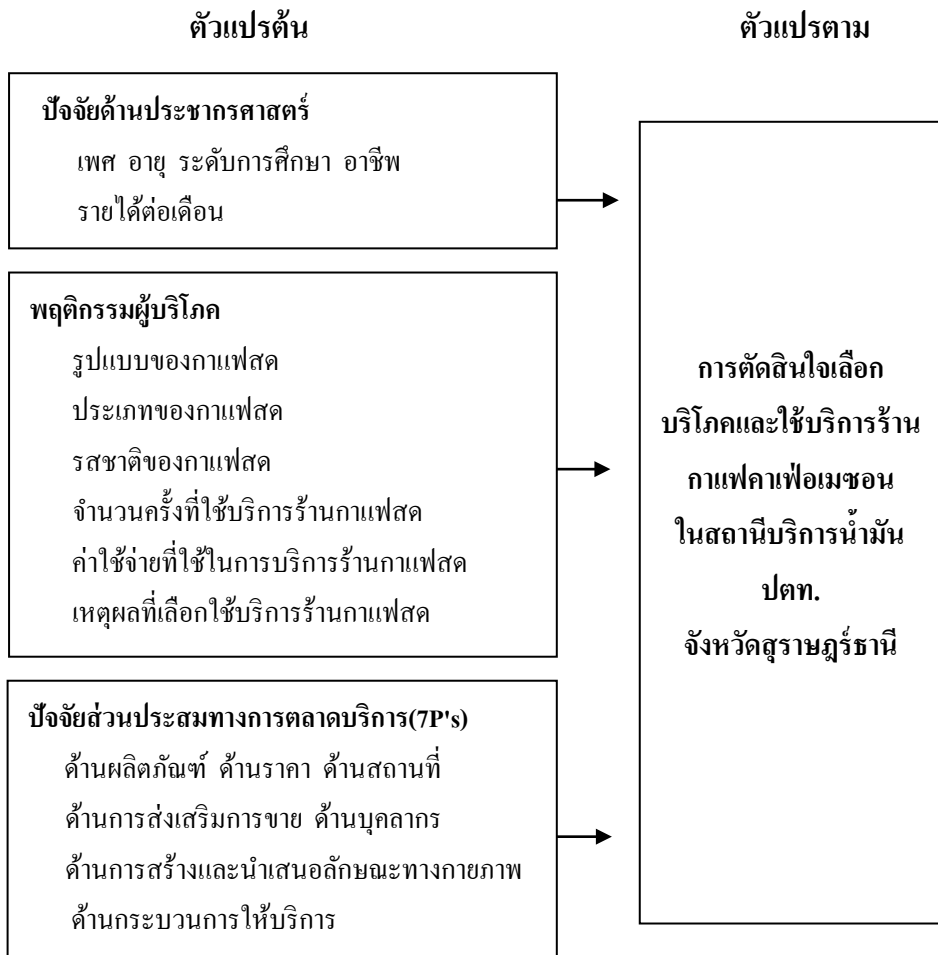 ตัวแปรต้น
ตัวแปรตาม
ปัจจัยด้านประชากรศาสตร์
เพศ อายุ ระดับการศึกษา อาชีพ
รายได้ต่อเดือน
พฤติกรรมผู้บริโภค
รูปแบบของกาแฟสด
ประเภทของกาแฟสด
รสชาติของกาแฟสด
จำนวนครั้งที่ใช้บริการร้านกาแฟสด
ค่าใช้จ่ายที่ใช้ในการบริการร้านกาแฟสด
เหตุผลที่เลือกใช้บริการร้านกาแฟสด
ปัจจัยส่วนประสมทางการตลาดบริการ(7P's)
ด้านผลิตภัณฑ์ ด้านราคา ด้านสถานที่
ด้านการส่งเสริมการขาย ด้านบุคลากร
ด้านการสร้างและนำเสนอลักษณะทางกายภาพ
ด้านกระบวนการให้บริการ
การตัดสินใจเลือก
บริโภคและใช้บริการร้าน
กาแฟคาเฟ่อเมซอน
ในสถานีบริการน้ำมัน
ปตท.
จังหวัดสุราษฎร์ธานี